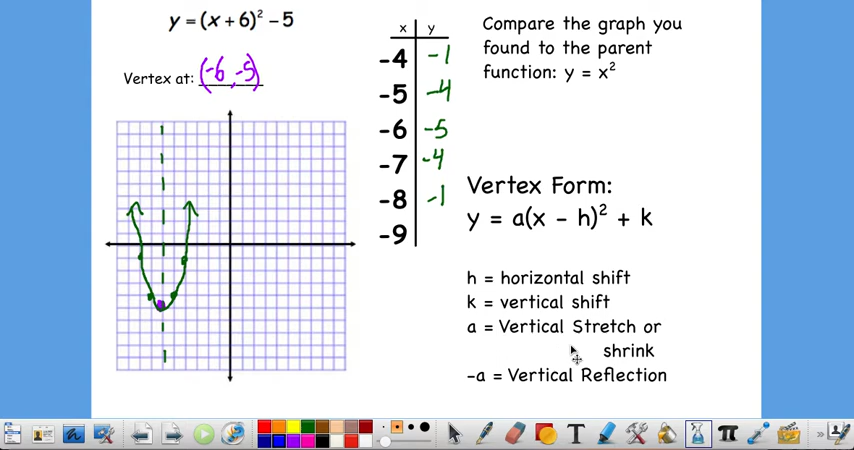 y = (x + 6)² – 5
Vertex at: (-6, -5)
x y
-4 -1
-5 -4
-6 -5
-7 -4
-8 -1
-9
Compare the graph you
found to the parent
function: y = x²
Vertex Form:
y = a(x – h)² + k
h = horizontal shift
k = vertical shift
a = Vertical Stretch or
shrink
-a = Vertical Reflection